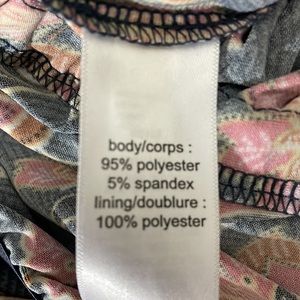 body/corps :
95% polyester
5% spandex
lining/doublure :
100% polyester